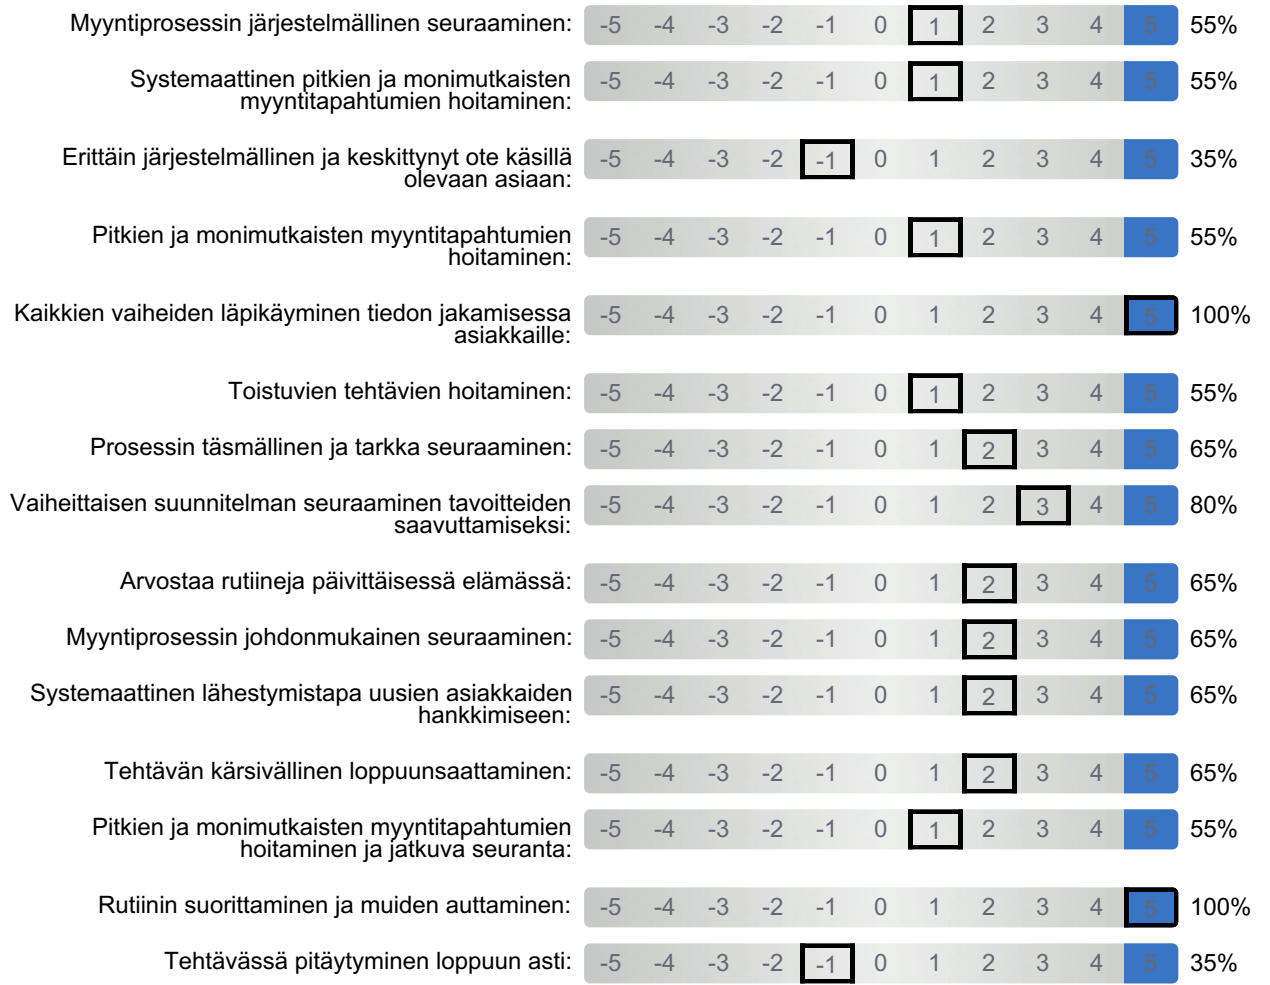 Myyntiprosessin järjestelmällinen seuraaminen: -5 -4 -3 -2 -1 0 1 2 3 4 5 55%
Systemaattinen pitkien ja monimutkaisten
myyntitapahtumien hoitaminen: -5 -4 -3 -2 -1 0 1 2 3 4 5 55%
Erittäin järjestelmällinen ja keskittynyt ote käsillä
olevaan asiaan: -5 -4 -3 -2 -1 0 1 2 3 4 5 35%
Pitkien ja monimutkaisten myyntitapahtumien
hoitaminen: -5 -4 -3 -2 -1 0 1 2 3 4 5 55%
Kaikkien vaiheiden läpikäyminen tiedon jakamisessa
asiakkaille: -5 -4 -3 -2 -1 0 1 2 3 4 5 100%
Toistuvien tehtävien hoitaminen: -5 -4 -3 -2 -1 0 1 2 3 4 5 55%
Prosessin täsmällinen ja tarkka seuraaminen: -5 -4 -3 -2 -1 0 1 2 3 4 5 65%
Vaiheittaisen suunnitelman seuraaminen tavoitteiden
saavuttamiseksi: -5 -4 -3 -2 -1 0 1 2 3 4 5 80%
Arvostaa rutiineja päivittäisessä elämässä: -5 -4 -3 -2 -1 0 1 2 3 4 5 65%
Myyntiprosessin johdonmukainen seuraaminen: -5 -4 -3 -2 -1 0 1 2 3 4 5 65%
Systemaattinen lähestymistapa uusien asiakkaiden
hankkimiseen: -5 -4 -3 -2 -1 0 1 2 3 4 5 65%
Tehtävän kärsivällinen loppuunsaattaminen: -5 -4 -3 -2 -1 0 1 2 3 4 5 65%
Pitkien ja monimutkaisten myyntitapahtumien
hoitaminen ja jatkuva seuranta: -5 -4 -3 -2 -1 0 1 2 3 4 5 55%
Rutiinin suorittaminen ja muiden auttaminen: -5 -4 -3 -2 -1 0 1 2 3 4 5 100%
Tehtävässä pitäytyminen loppuun asti: -5 -4 -3 -2 -1 0 1 2 3 4 5 35%